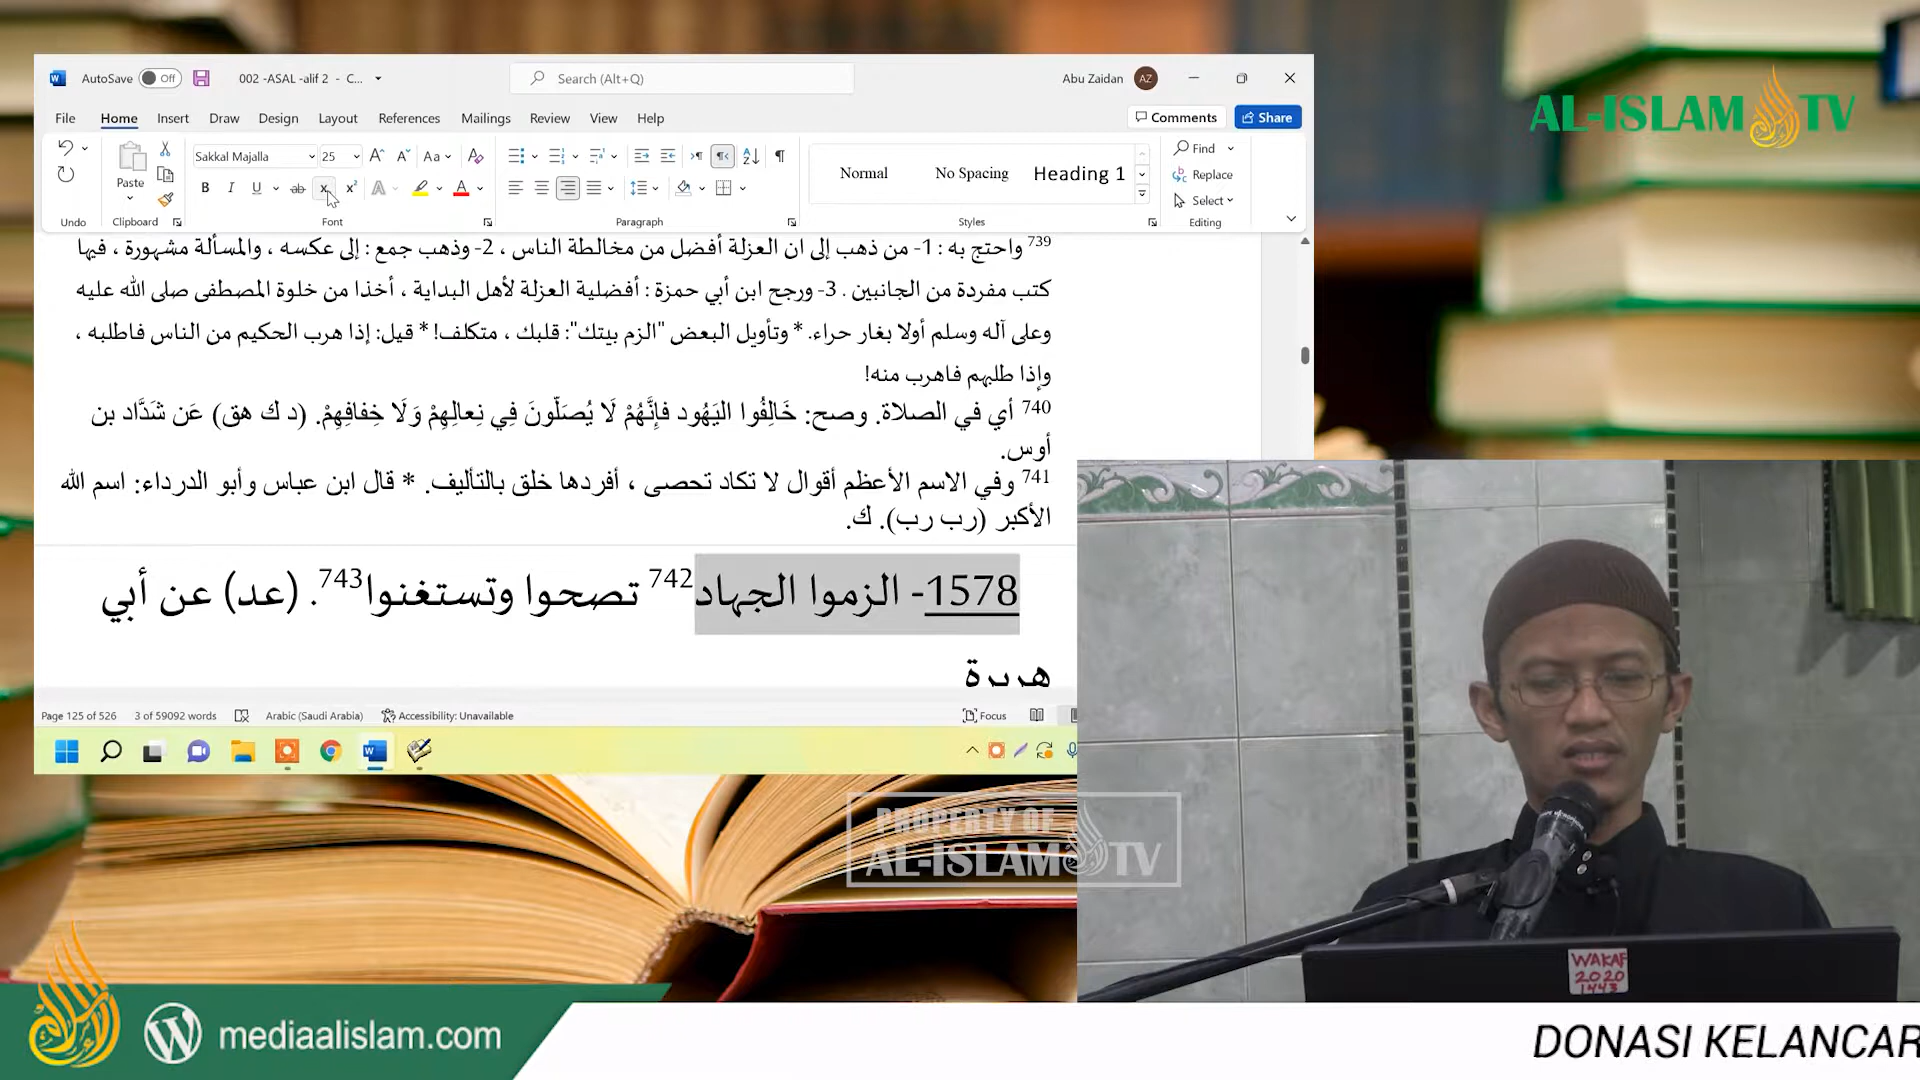 AL-ISLAM TV
AutoSave Off 002 -ASAL -alif 2 - C... Search (Alt+Q) Abu Zaidan AZ
File Home Insert Draw Design Layout References Mailings Review View Help Comments Share
Sakkal Majalla 25 Aa Find
Paste B I U ab x x² A A Normal No Spacing Heading 1 Replace
Select
Undo Clipboard Font Paragraph Styles Editing
739 واحتج به : 1- من ذهب إلى ان العزلة أفضل من مخالطة الناس ، 2- وذهب جمع : إلى عكسه ، والمسألة مشهورة ، فيها
كتب مفردة من الجانبين . 3- ورجح ابن أبي حمزة : أفضلية العزلة لأهل البداية ، أخذا من خلوة المصطفى صلى الله عليه
وعلى آله وسلم أولا بغار حراء. * وتأويل البعض "الزم بيتك": قلبك ، متكلف! * قيل: إذا هرب الحكيم من الناس فاطلبه ،
وإذا طلبهم فاهرب منه!
740 أي في الصلاة. وصح: خَالِفُوا اليَهُود فإِنَّهُمْ لَا يُصَلّونَ فِي نِعالِهِمْ وَلَا خِفافِهِمْ. (د ك هق) عَن شَدَّاد بن
أوس.
741 وفي الاسم الأعظم أقوال لا تكاد تحصى ، أفردها خلق بالتأليف. * قال ابن عباس وأبو الدرداء: اسم الله
الأكبر (رب رب). ك.
1578- الزموا الجهاد742 تصحوا وتستغنوا743. (عد) عن أبي
هريرة
Page 125 of 526 3 of 59092 words Arabic (Saudi Arabia) Accessibility: Unavailable Focus
PROPERTY OF
AL-ISLAM TV
WAKAF
2020
1443
mediaalislam.com
DONASI KELANCAR